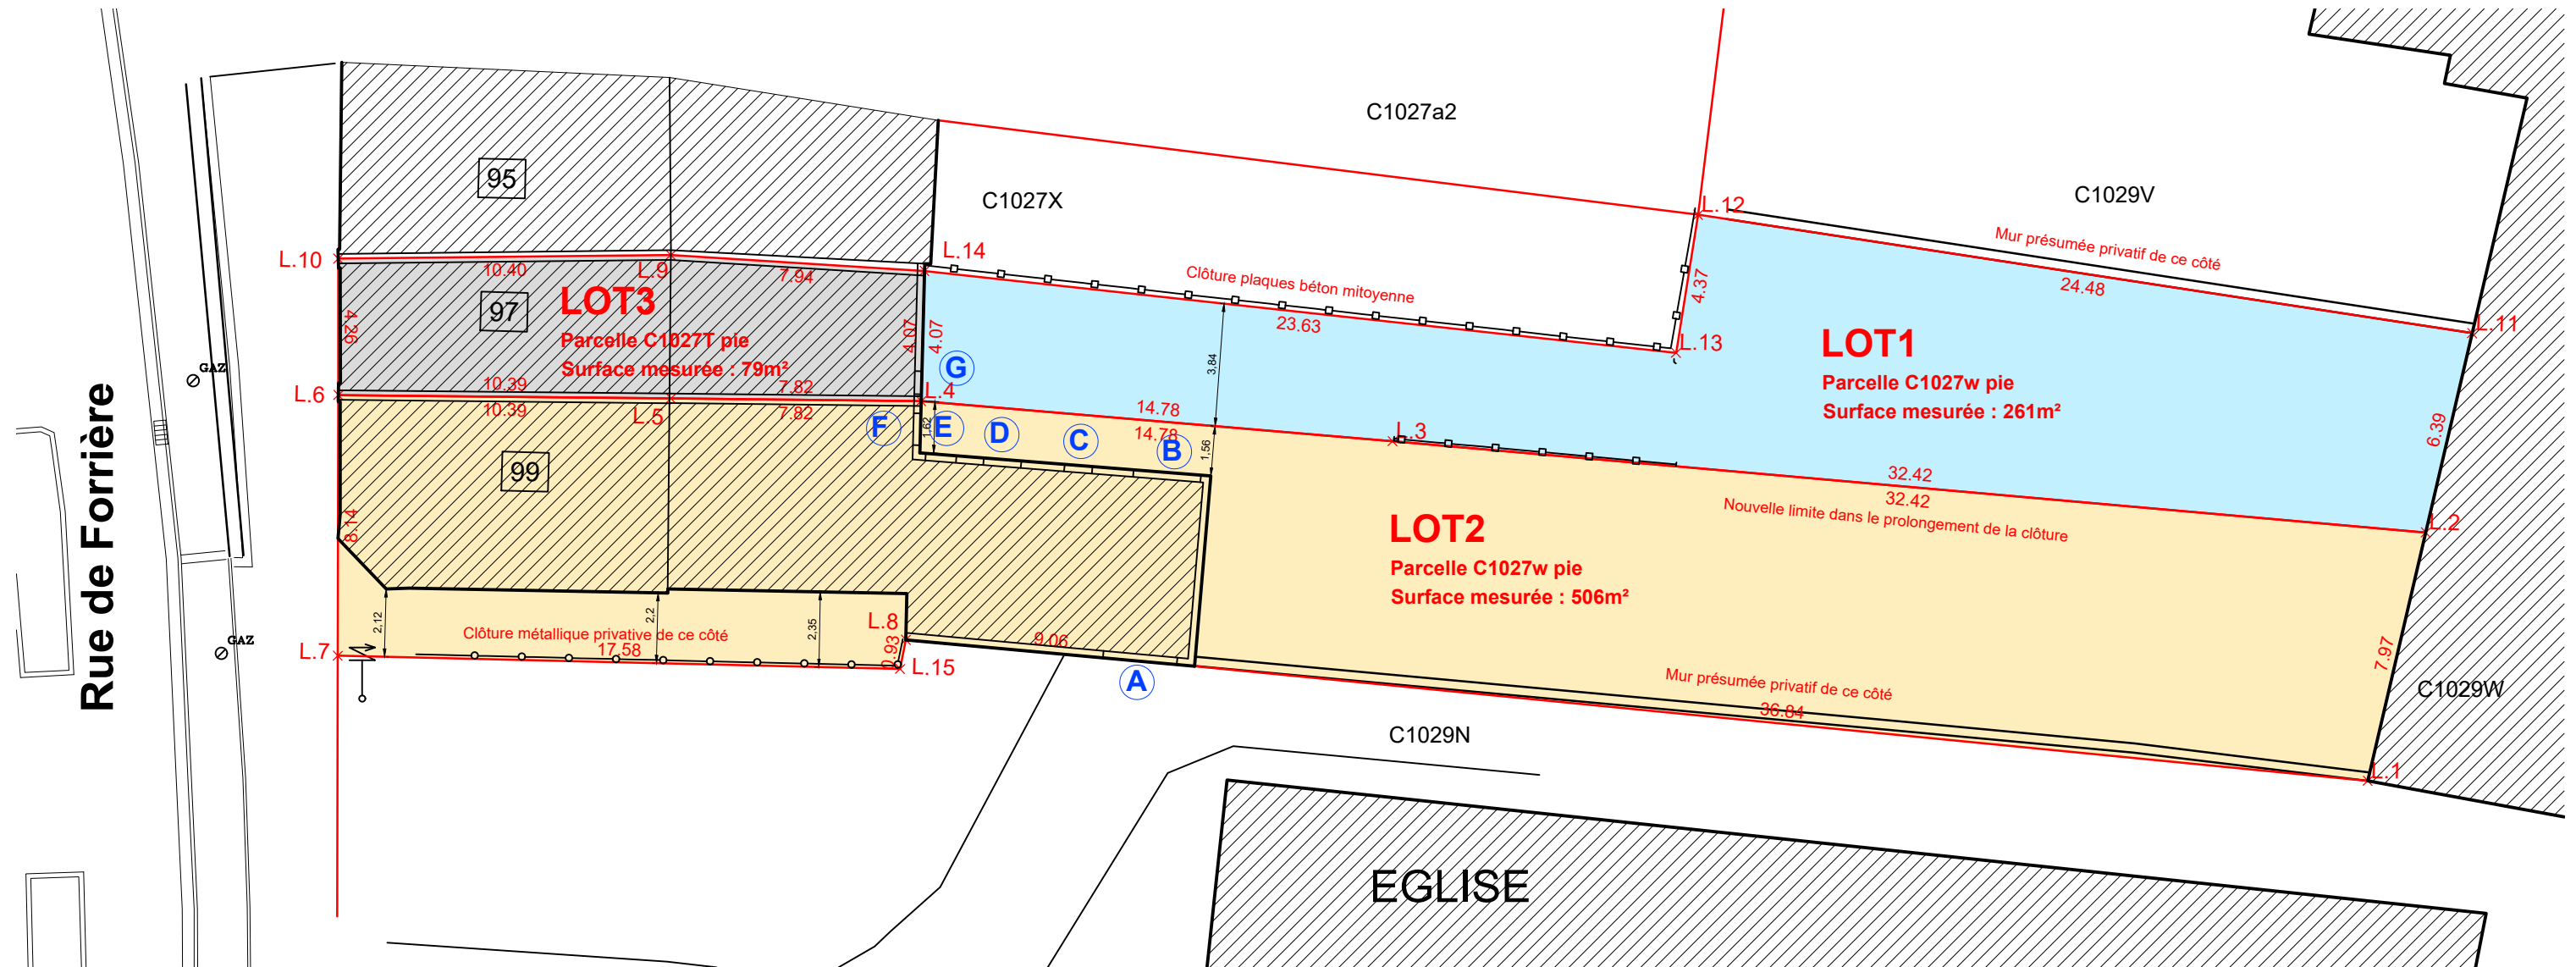 C1027a2
95
C1027X
C1029V
L.12
Mur présumée privatif de ce côté
24.48
L.10
10.40
L.9
7.94
L.14
Clôture plaques béton mitoyenne
23.63
4.37
L.13
L.11
97
LOT3
Parcelle C1027T pie
Surface mesurée : 79m²
4.26
4.07
4.07
G
3,84
LOT1
Parcelle C1027w pie
Surface mesurée : 261m²
6.39
GAZ
L.6
10.39
10.39
L.5
7.82
7.82
L.4
14.78
14.78
L.3
F
E
D
C
B
1,62
1,56
32.42
32.42
Nouvelle limite dans le prolongement de la clôture
L.2
99
8.14
LOT2
Parcelle C1027w pie
Surface mesurée : 506m²
Rue de Forrière
GAZ
2,12
2,2
2,35
L.7
Clôture métallique privative de ce côté
17.58
L.8
0.93
L.15
9.06
A
N
Mur présumée privatif de ce côté
36.84
7.97
C1029W
L.1
C1029N
EGLISE